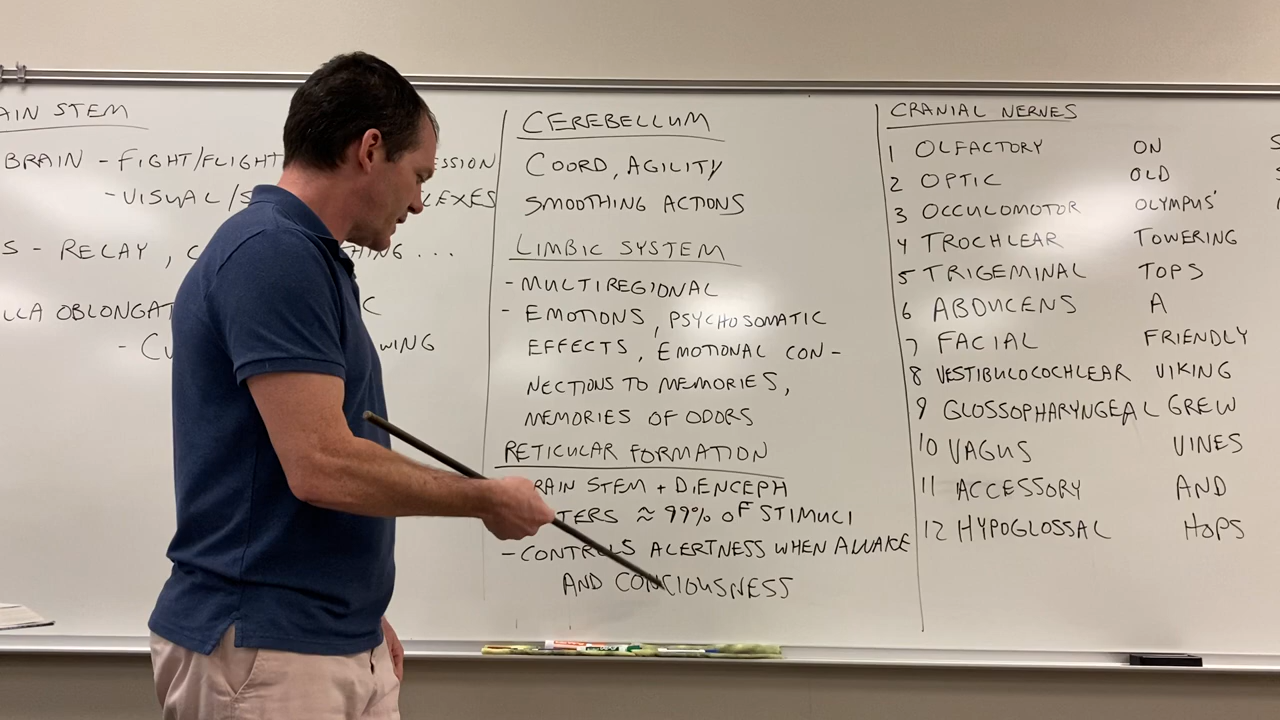 AIN STEM
BRAIN - FIGHT/FLIGHT ESSION
- VISUAL/S LEXES
S - RELAY, C THING ...
LLA OBLONGAT C
- CU WING
CEREBELLUM
COORD, AGILITY
SMOOTHING ACTIONS
LIMBIC SYSTEM
- MULTIREGIONAL
- EMOTIONS, PSYCHOSOMATIC
EFFECTS, EMOTIONAL CON-
NECTIONS TO MEMORIES,
MEMORIES OF ODORS
RETICULAR FORMATION
RAIN STEM + DIENCEPH
TERS ≈ 99% OF STIMULI
- CONTROLS ALERTNESS WHEN AWAKE
AND CONCIOUSNESS
CRANIAL NERVES
1 OLFACTORY ON S
2 OPTIC OLD S
3 OCCULOMOTOR OLYMPUS'
4 TROCHLEAR TOWERING
5 TRIGEMINAL TOPS
6 ABDUCENS A
7 FACIAL FRIENDLY
8 VESTIBULOCOCHLEAR VIKING
9 GLOSSOPHARYNGEAL GREW
10 VAGUS VINES
11 ACCESSORY AND
12 HYPOGLOSSAL HOPS